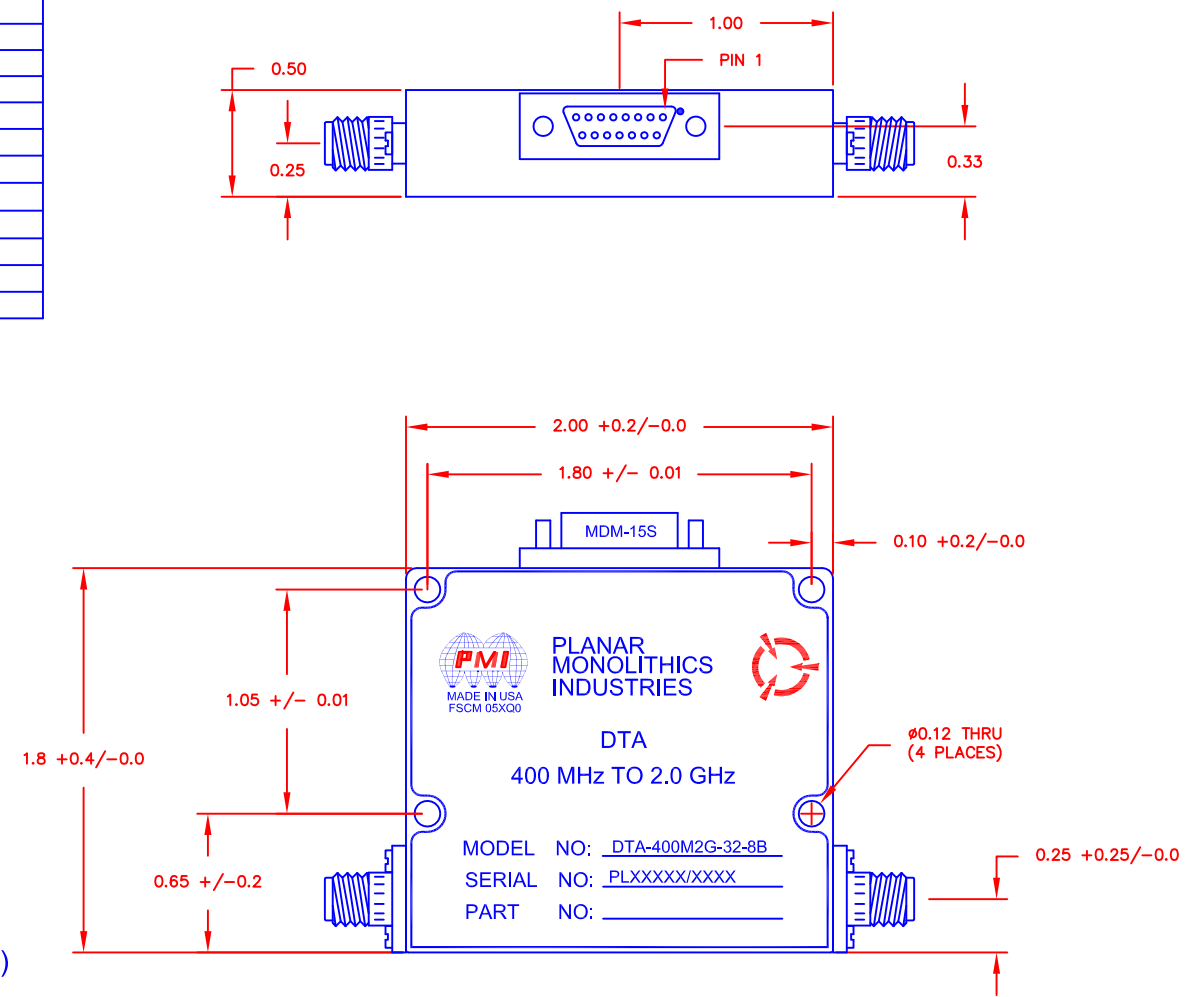 1.00
PIN 1
0.50
0.25
0.33
2.00 +0.2/-0.0
1.80 +/- 0.01
MDM-15S
0.10 +0.2/-0.0
PMI
MADE IN USA
FSCM 05XQ0
PLANAR
MONOLITHICS
INDUSTRIES
1.05 +/- 0.01
DTA
ø0.12 THRU
(4 PLACES)
1.8 +0.4/-0.0
400 MHz TO 2.0 GHz
MODEL NO: DTA-400M2G-32-8B
0.25 +0.25/-0.0
0.65 +/-0.2
SERIAL NO: PLXXXXX/XXXX
PART NO:
)